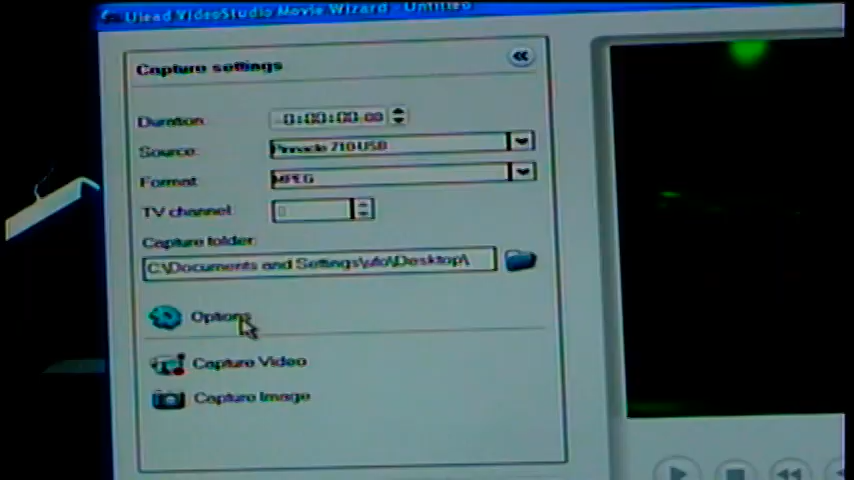 Ulead VideoStudio Movie Wizard - Untitled
Capture settings
Duration: 0:00:00.00
Source: Pinnacle 710-USB
Format: MPEG
TV channel: 0
Capture folder:
C:\Documents and Settings\ufo\Desktop\
Options
Capture Video
Capture Image